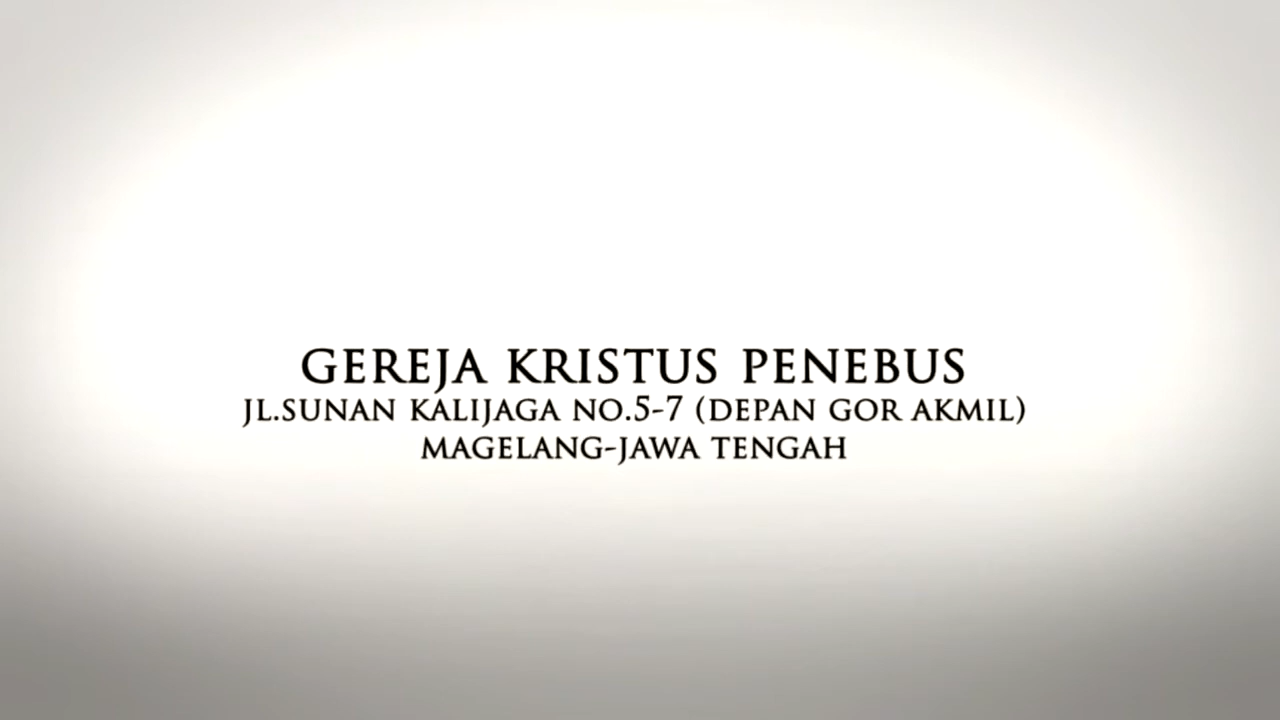 GEREJA KRISTUS PENEBUS
JL.SUNAN KALIJAGA NO.5-7 (DEPAN GOR AKMIL)
MAGELANG-JAWA TENGAH